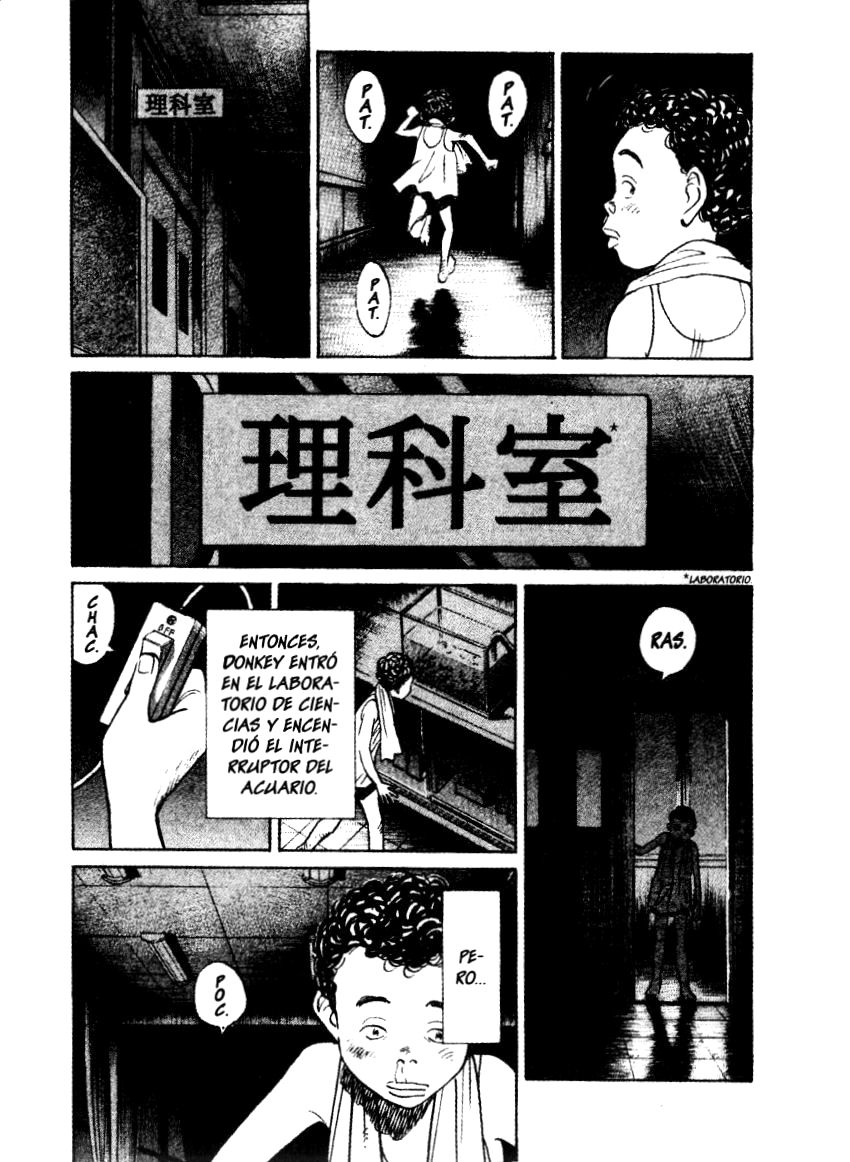 PAT.
PAT.
PAT.
理科室
理科室*
*LABORATORIO.
RAS.
ENTONCES,
DONKEY ENTRÓ
EN EL LABORA-
TORIO DE CIEN-
CIAS Y ENCEN-
DIÓ EL INTE-
RRUPTOR DEL
ACUARIO.
CHAC.
OFF
PE-
RO...
POC.